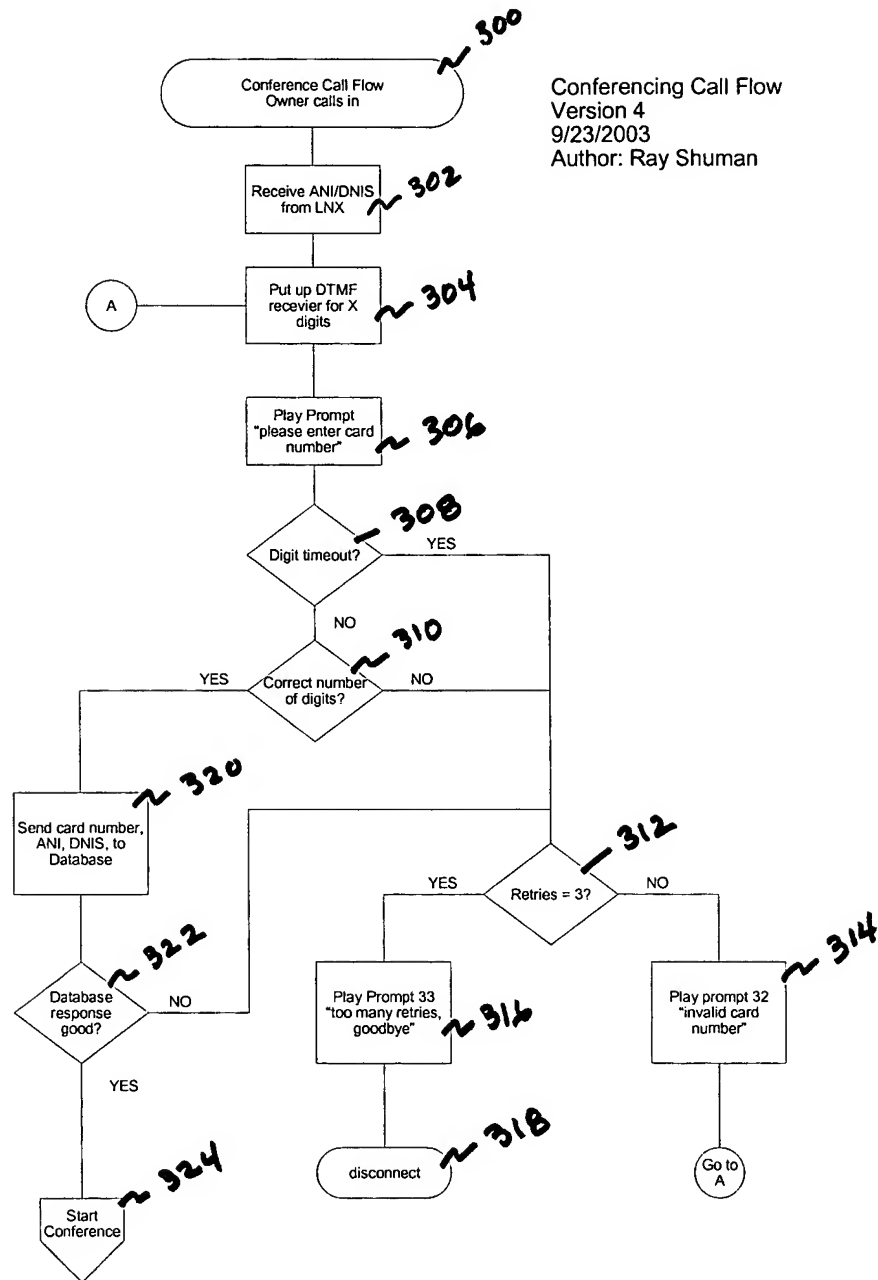 300
Conference Call Flow
Owner calls in
Conferencing Call Flow
Version 4
9/23/2003
Author: Ray Shuman
Receive ANI/DNIS
from LNX
302
A
Put up DTMF
recevier for X
digits
304
Play Prompt
"please enter card
number"
306
308
Digit timeout?
YES
NO
310
YES
Correct number
of digits?
NO
320
Send card number,
ANI, DNIS, to
Database
312
YES
Retries = 3?
NO
322
Database
response
good?
NO
YES
Play Prompt 33
"too many retries,
goodbye"
316
314
Play prompt 32
"invalid card
number"
324
Start
Conference
318
disconnect
Go to
A